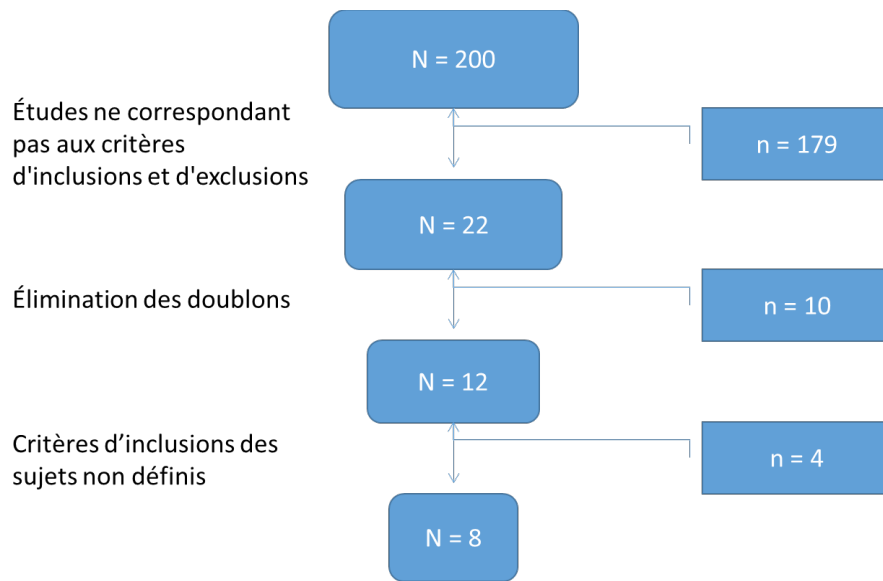 N = 200
Études ne correspondant
pas aux critères
d'inclusions et d'exclusions
n = 179
N = 22
Élimination des doublons
n = 10
N = 12
Critères d’inclusions des
sujets non définis
n = 4
N = 8